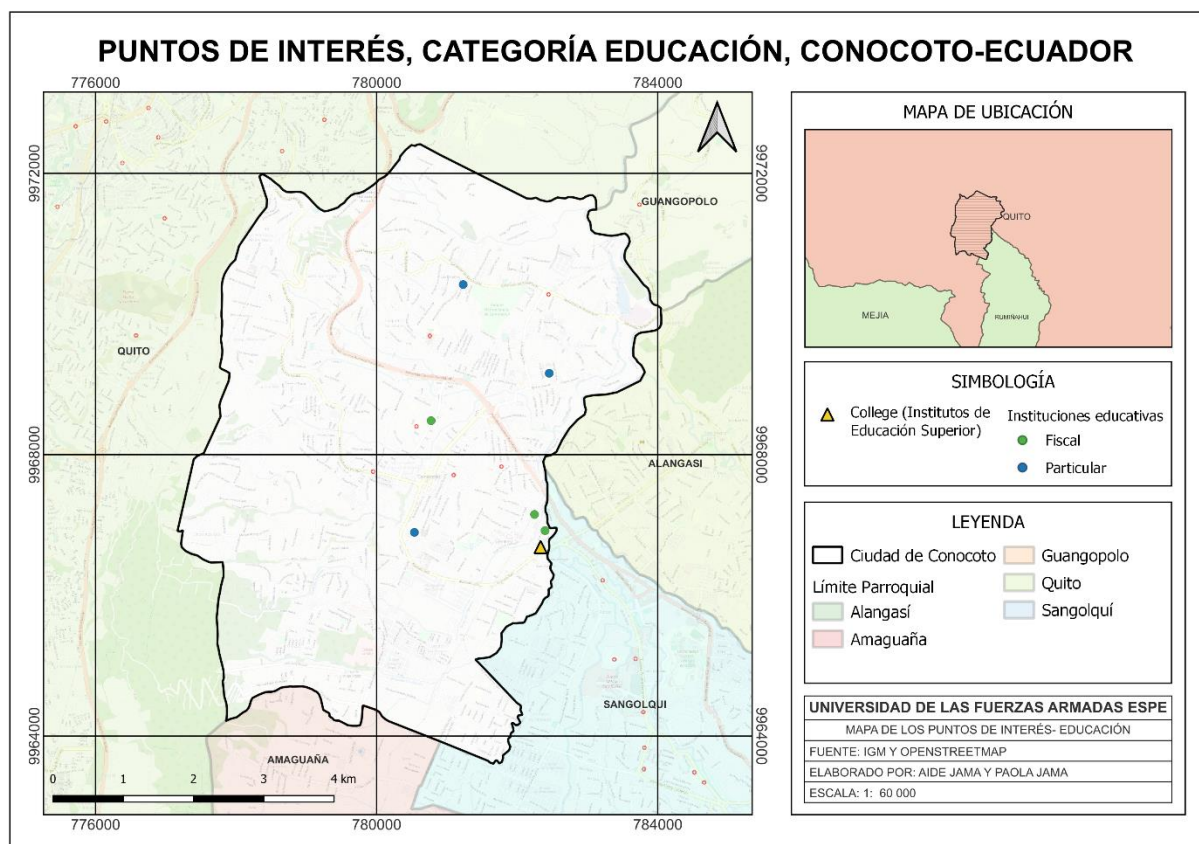 PUNTOS DE INTERÉS, CATEGORÍA EDUCACIÓN, CONOCOTO-ECUADOR
776000
780000
784000
9972000
9972000
GUANGOPOLO
QUITO
9968000
9968000
ALANGASI
SANGOLQUI
9964000
9964000
AMAGUAÑA
0 1 2 3 4 km
776000
780000
784000
MAPA DE UBICACIÓN
QUITO
MEJIA
RUMIÑAHUI
SIMBOLOGÍA
College (Institutos de
Educación Superior)
Instituciones educativas
Fiscal
Particular
LEYENDA
Ciudad de Conocoto
Límite Parroquial
Alangasí
Amaguaña
Guangopolo
Quito
Sangolquí
UNIVERSIDAD DE LAS FUERZAS ARMADAS ESPE
MAPA DE LOS PUNTOS DE INTERÉS- EDUCACIÓN
FUENTE: IGM Y OPENSTREETMAP
ELABORADO POR: AIDE JAMA Y PAOLA JAMA
ESCALA: 1: 60 000